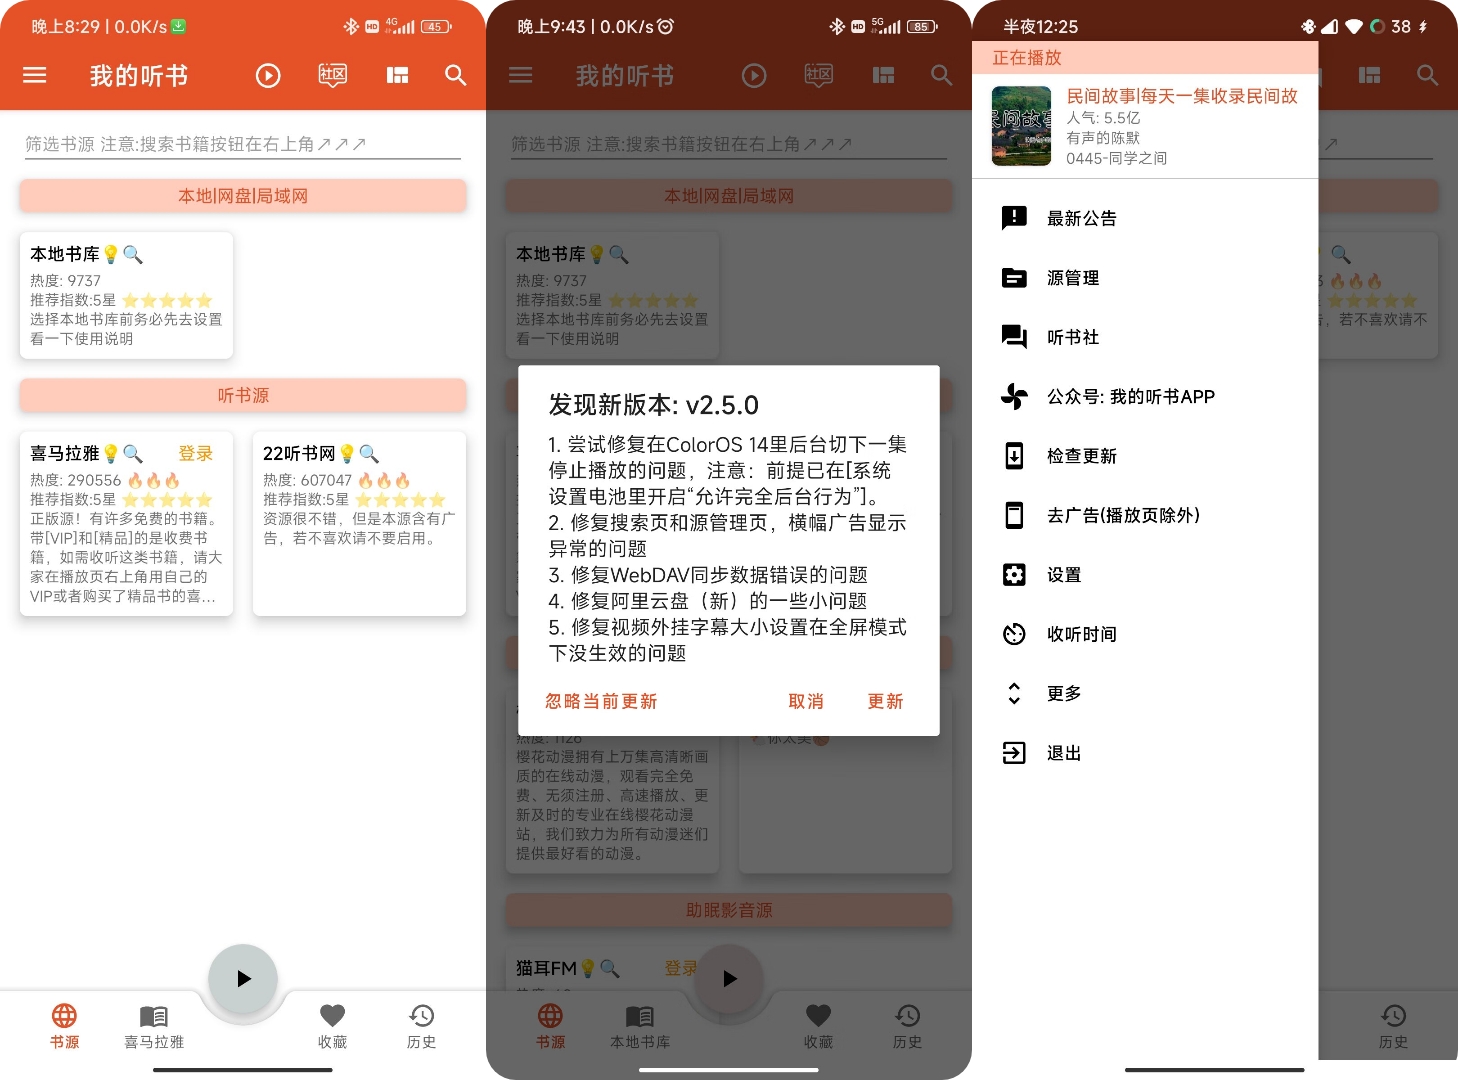 晚上8:29 | 0.0K/s
4G
45
我的听书
社区
筛选书源 注意:搜索书籍按钮在右上角↗↗↗
本地|网盘|局域网
本地书库💡🔍
热度: 9737
推荐指数:5星 ⭐⭐⭐⭐⭐
选择本地书库前务必先去设置
看一下使用说明
听书源
喜马拉雅💡🔍 登录
热度: 290556 🔥🔥🔥
推荐指数:5星 ⭐⭐⭐⭐⭐
正版源！有许多免费的书籍。
带[VIP]和[精品]的是收费书
籍，如需收听这类书籍，请大
家在播放页右上角用自己的
VIP或者购买了精品书的喜...
22听书网💡🔍
热度: 607047 🔥🔥🔥
推荐指数:5星 ⭐⭐⭐⭐⭐
资源很不错，但是本源含有广
告，若不喜欢请不要启用。
书源
喜马拉雅
收藏
历史
晚上9:43 | 0.0K/s
5G
85
我的听书
社区
筛选书源 注意:搜索书籍按钮在右上角↗↗↗
本地|网盘|局域网
本地书库💡🔍
热度: 9737
推荐指数:5星 ⭐⭐⭐⭐⭐
选择本地书库前务必先去设置
看一下使用说明
发现新版本: v2.5.0
1. 尝试修复在ColorOS 14里后台切下一集
停止播放的问题，注意：前提已在[系统
设置电池里开启“允许完全后台行为”]。
2. 修复搜索页和源管理页，横幅广告显示
异常的问题
3. 修复WebDAV同步数据错误的问题
4. 修复阿里云盘（新）的一些小问题
5. 修复视频外挂字幕大小设置在全屏模式
下没生效的问题
忽略当前更新
取消
更新
热度: 1126
樱花动漫拥有上万集高清晰画
质的在线动漫，观看完全免
费、无须注册、高速播放、更
新及时的专业在线樱花动漫
站，我们致力为所有动漫迷们
提供最好看的动漫。
你太美
助眠影音源
猫耳FM💡🔍 登录
书源
本地书库
收藏
历史
半夜12:25
38
正在播放
民间故事|每天一集收录民间故
人气: 5.5亿
有声的陈默
0445-同学之间
民间故事
最新公告
源管理
听书社
公众号: 我的听书APP
检查更新
去广告(播放页除外)
设置
收听时间
更多
退出
🔍
3 🔥🔥🔥
⭐⭐⭐⭐⭐
告，若不喜欢请不
历史